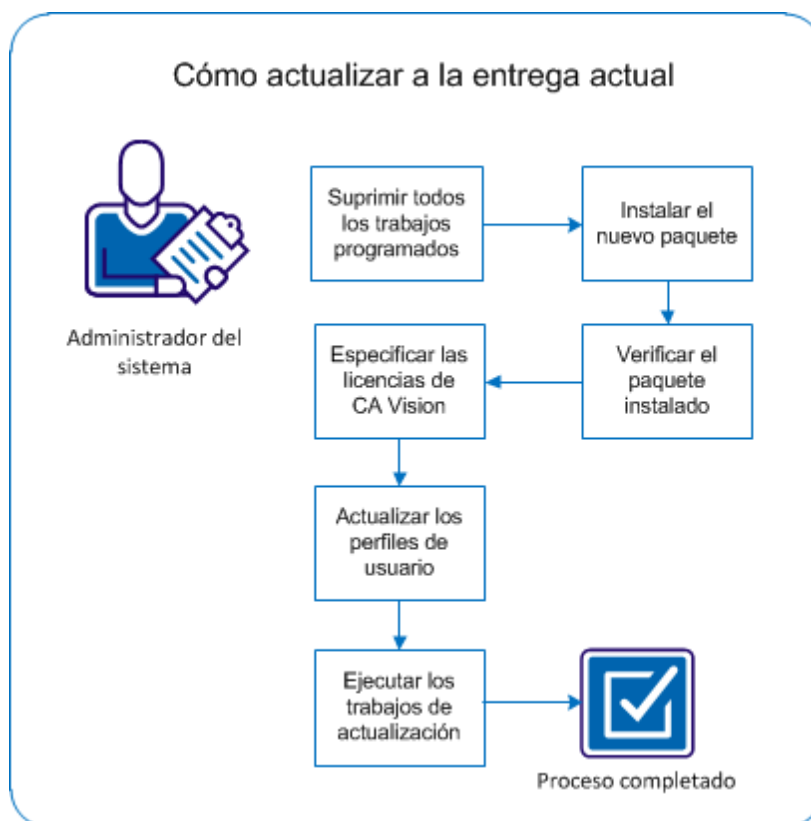 Cómo actualizar a la entrega actual
Administrador del
sistema
Suprimir todos
los trabajos
programados
Instalar el
nuevo paquete
Verificar el
paquete
instalado
Especificar las
licencias de
CA Vision
Actualizar los
perfiles de
usuario
Ejecutar los
trabajos de
actualización
Proceso completado